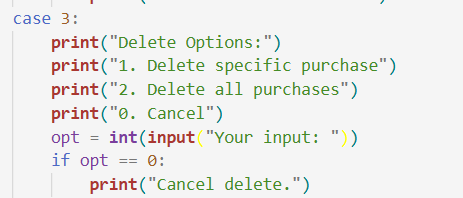 case 3:
print("Delete Options:")
print("1. Delete specific purchase")
print("2. Delete all purchases")
print("0. Cancel")
opt = int(input("Your input: "))
if opt == 0:
print("Cancel delete.")